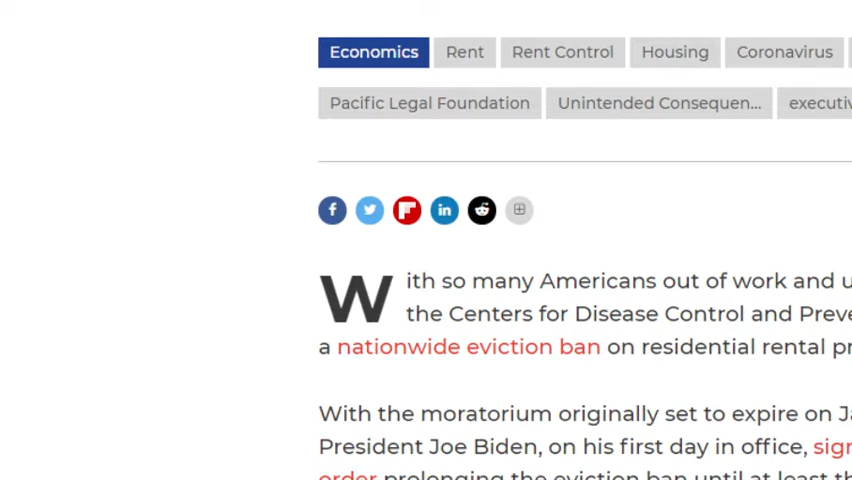 Economics Rent Rent Control Housing Coronavirus
Pacific Legal Foundation Unintended Consequen... executiv
With so many Americans out of work and u
the Centers for Disease Control and Preve
a nationwide eviction ban on residential rental pr
With the moratorium originally set to expire on Ja
President Joe Biden, on his first day in office, sign
order prolonging the eviction ban until at least th